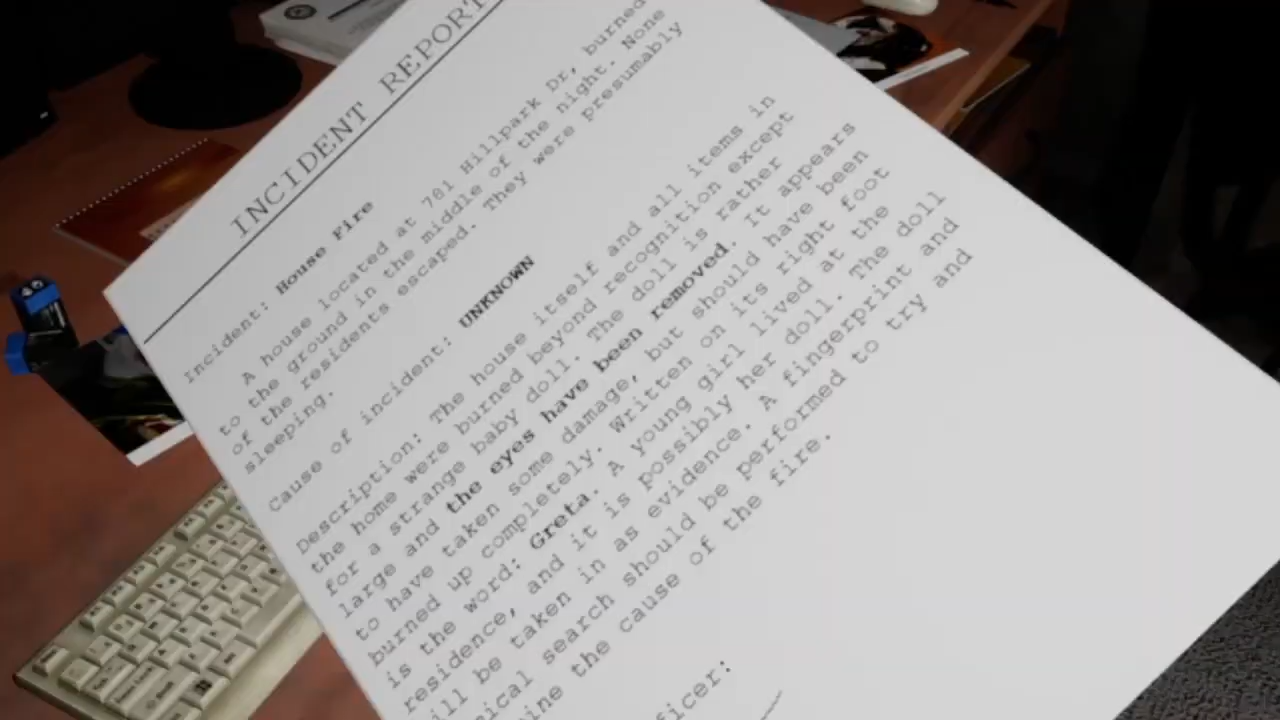 INCIDENT REPORT
Incident: House Fire
A house located at 781 Hillpark Dr, burned
to the ground in the middle of the night. None
of the residents escaped. They were presumably
sleeping.
Cause of incident: UNKNOWN
Description: The house itself and all items in
the home were burned beyond recognition except
for a strange baby doll. The doll is rather
large and the eyes have been removed. It appears
to have taken some damage, but should have been
burned up completely. Written on its right foot
is the word: Greta. A young girl lived at the
residence, and it is possibly her doll. The doll
ill be taken in as evidence. A fingerprint and
ical search should be performed to try and
ine the cause of the fire.
ficer: